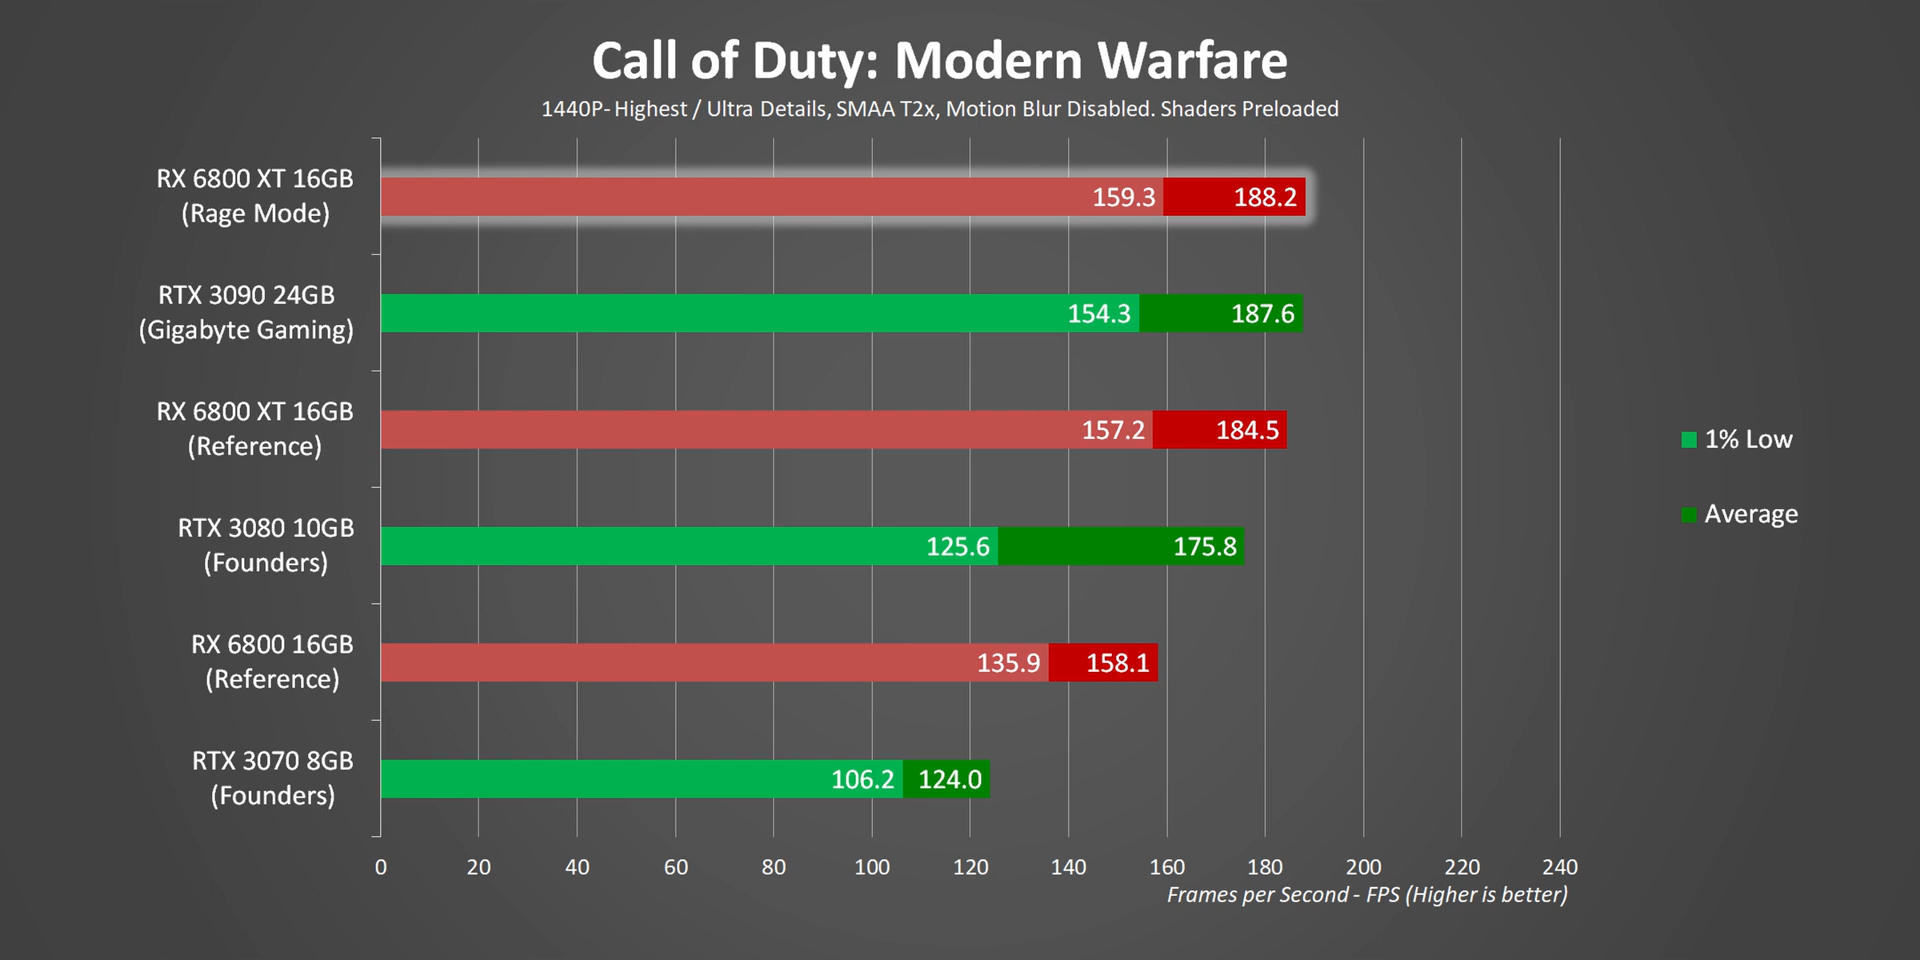 Call of Duty: Modern Warfare
1440P- Highest / Ultra Details, SMAA T2x, Motion Blur Disabled. Shaders Preloaded
RX 6800 XT 16GB
(Rage Mode)
159.3
188.2
RTX 3090 24GB
(Gigabyte Gaming)
154.3
187.6
RX 6800 XT 16GB
(Reference)
157.2
184.5
RTX 3080 10GB
(Founders)
125.6
175.8
RX 6800 16GB
(Reference)
135.9
158.1
RTX 3070 8GB
(Founders)
106.2
124.0
1% Low
Average
0 20 40 60 80 100 120 140 160 180 200 220 240
Frames per Second - FPS (Higher is better)